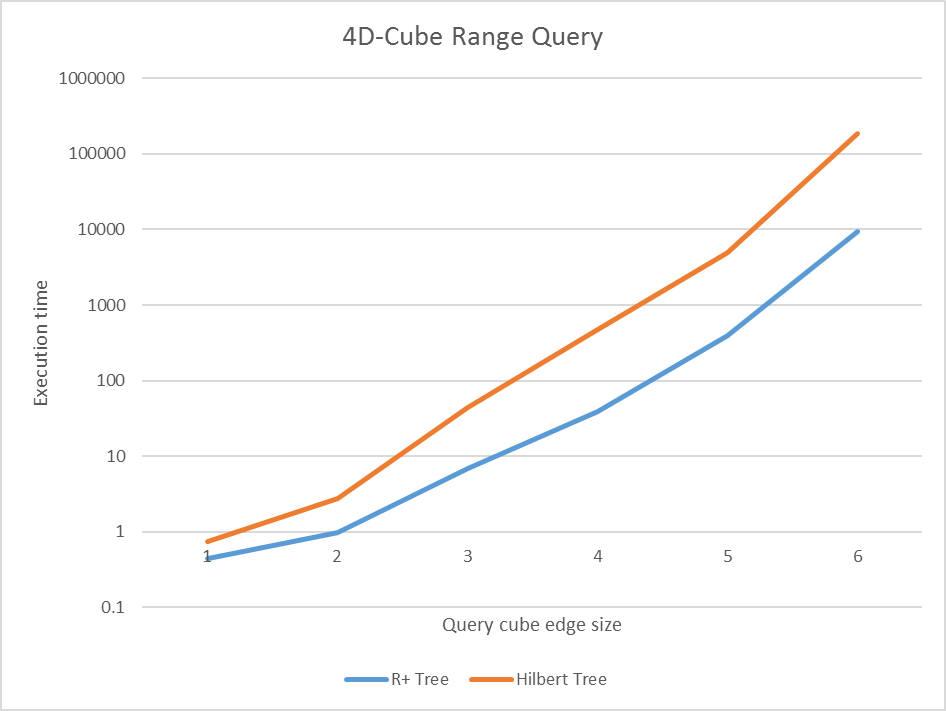 4D-Cube Range Query
1000000
100000
10000
1000
100
10
1
0.1
Execution time
1 2 3 4 5 6
Query cube edge size
R+ Tree Hilbert Tree